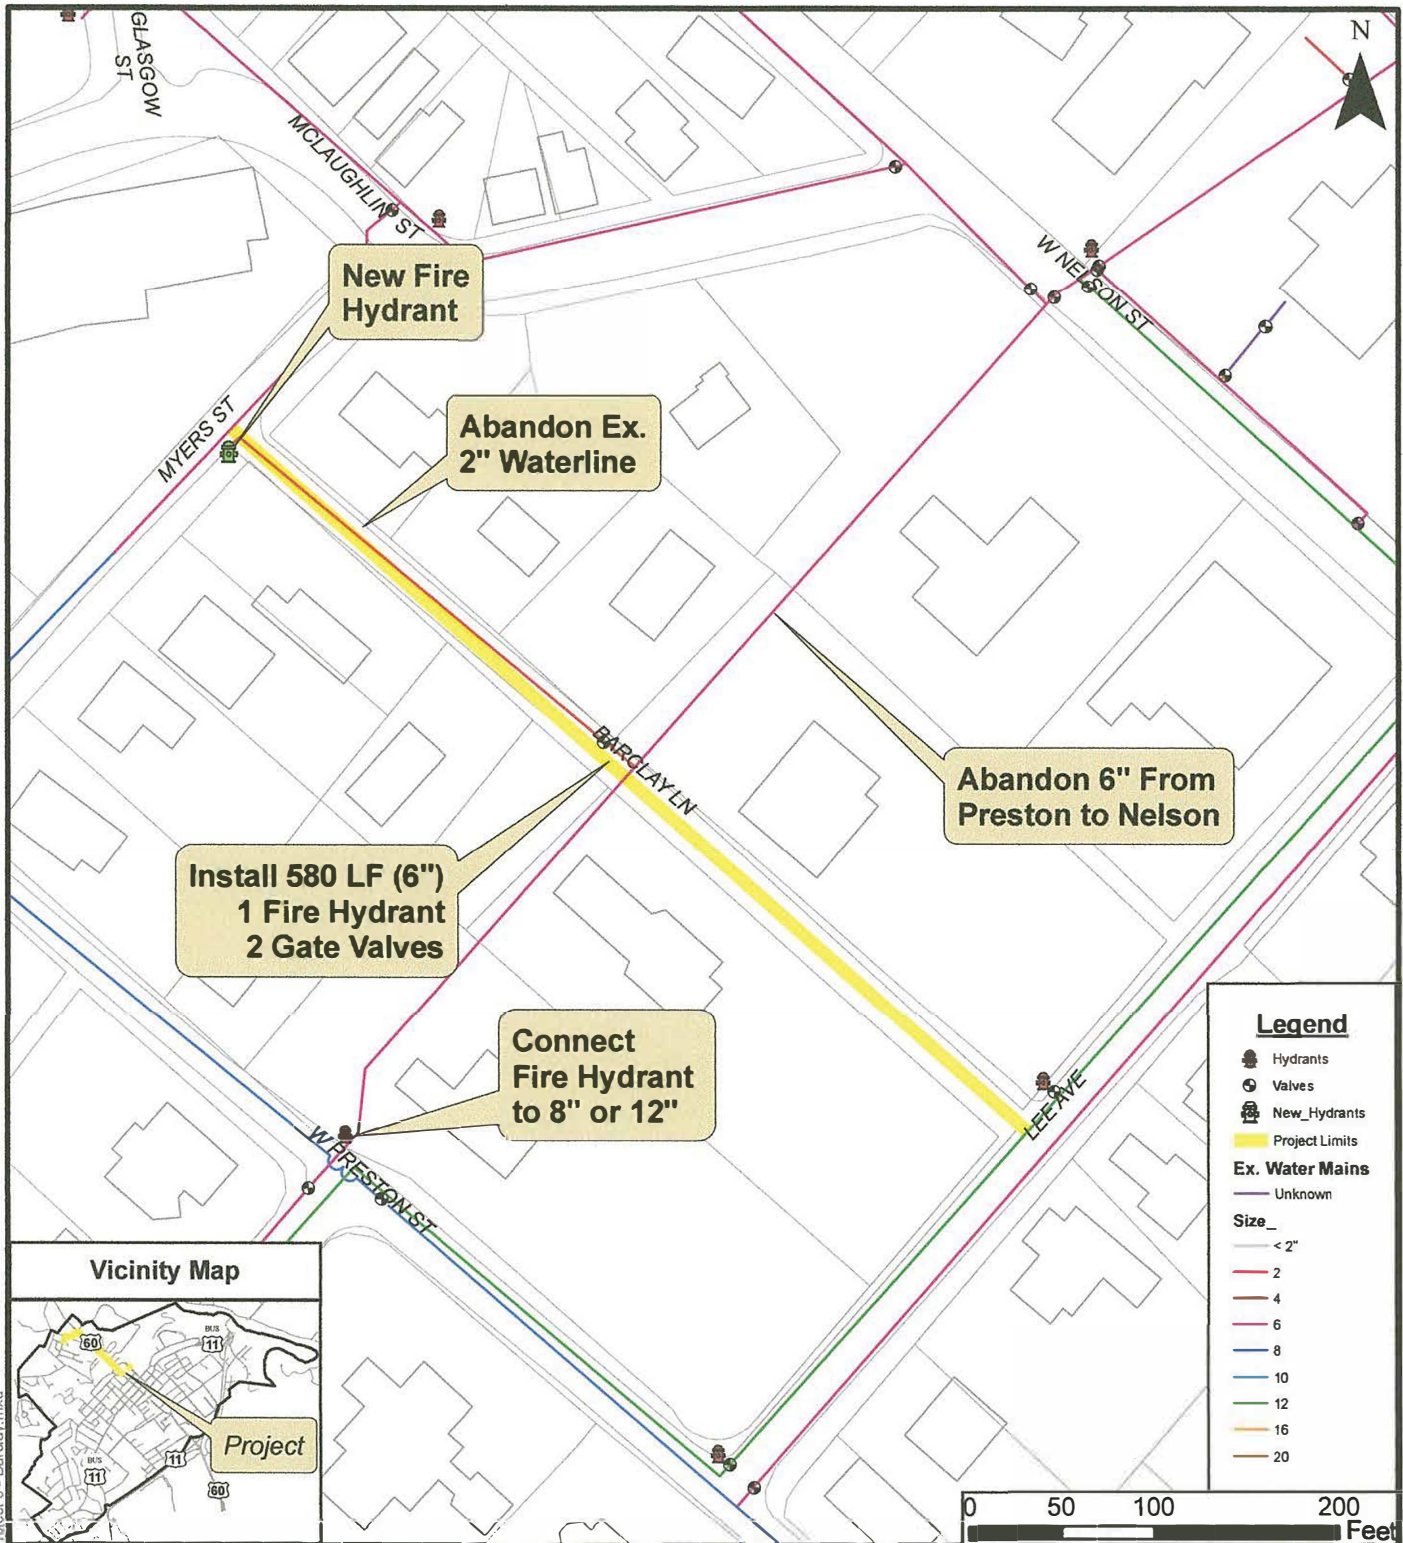 GLASGOW
ST
N
MCLAUGHLIN ST
W NELSON ST
New Fire
Hydrant
MYERS ST
Abandon Ex.
2" Waterline
BARCLAY LN
Abandon 6" From
Preston to Nelson
Install 580 LF (6")
1 Fire Hydrant
2 Gate Valves
Connect
Fire Hydrant
to 8" or 12"
LEE AVE
W PRESTON ST
Legend
Hydrants
Valves
New_Hydrants
Project Limits
Ex. Water Mains
Unknown
Size_
< 2"
2
4
6
8
10
12
16
20
Vicinity Map
60
BUS
11
Project
BUS
11
11
60
0 50 100 200
Feet